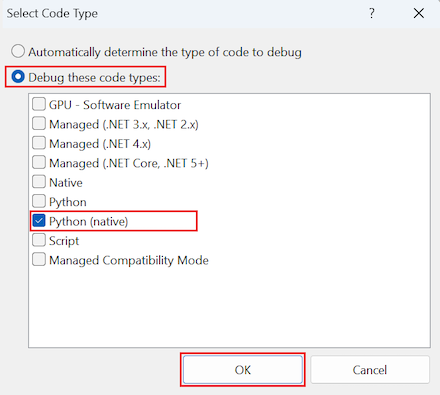 Select Code Type
Automatically determine the type of code to debug
Debug these code types:
GPU - Software Emulator
Managed (.NET 3.x, .NET 2.x)
Managed (.NET 4.x)
Managed (.NET Core, .NET 5+)
Native
Python
Python (native)
Script
Managed Compatibility Mode
OK Cancel